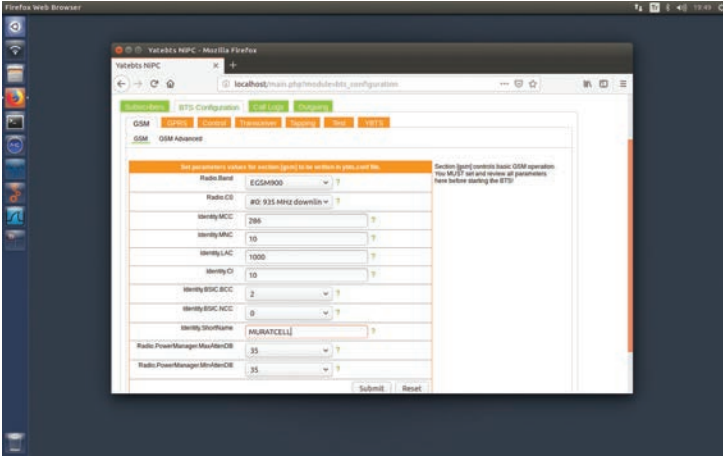 Firefox Web Browser
Tr
19:49
Yatebts NIPC - Mozilla Firefox
Yatebts NIPC
localhost/main.php?module=bts_configuration
Subscribers BTS Configuration Call Logs Outgoing
GSM GPRS Control Transceiver Tapping Test YBTS
GSM GSM Advanced
Set parameters values for section [gsm] to be written in ybts.conf file.
Section [gsm] controls basic GSM operation.
You MUST set and review all parameters
here before starting the BTS!
Radio.Band EGSM900 ?
Radio.C0 #0: 935 MHz downlin ?
Identity.MCC 286 ?
Identity.MNC 10 ?
Identity.LAC 1000 ?
Identity.CI 10 ?
Identity.BSIC.BCC 2 ?
Identity.BSIC.NCC 0 ?
Identity.ShortName MURATCELL ?
Radio.PowerManager.MaxAttenDB 35 ?
Radio.PowerManager.MinAttenDB 35 ?
Submit Reset